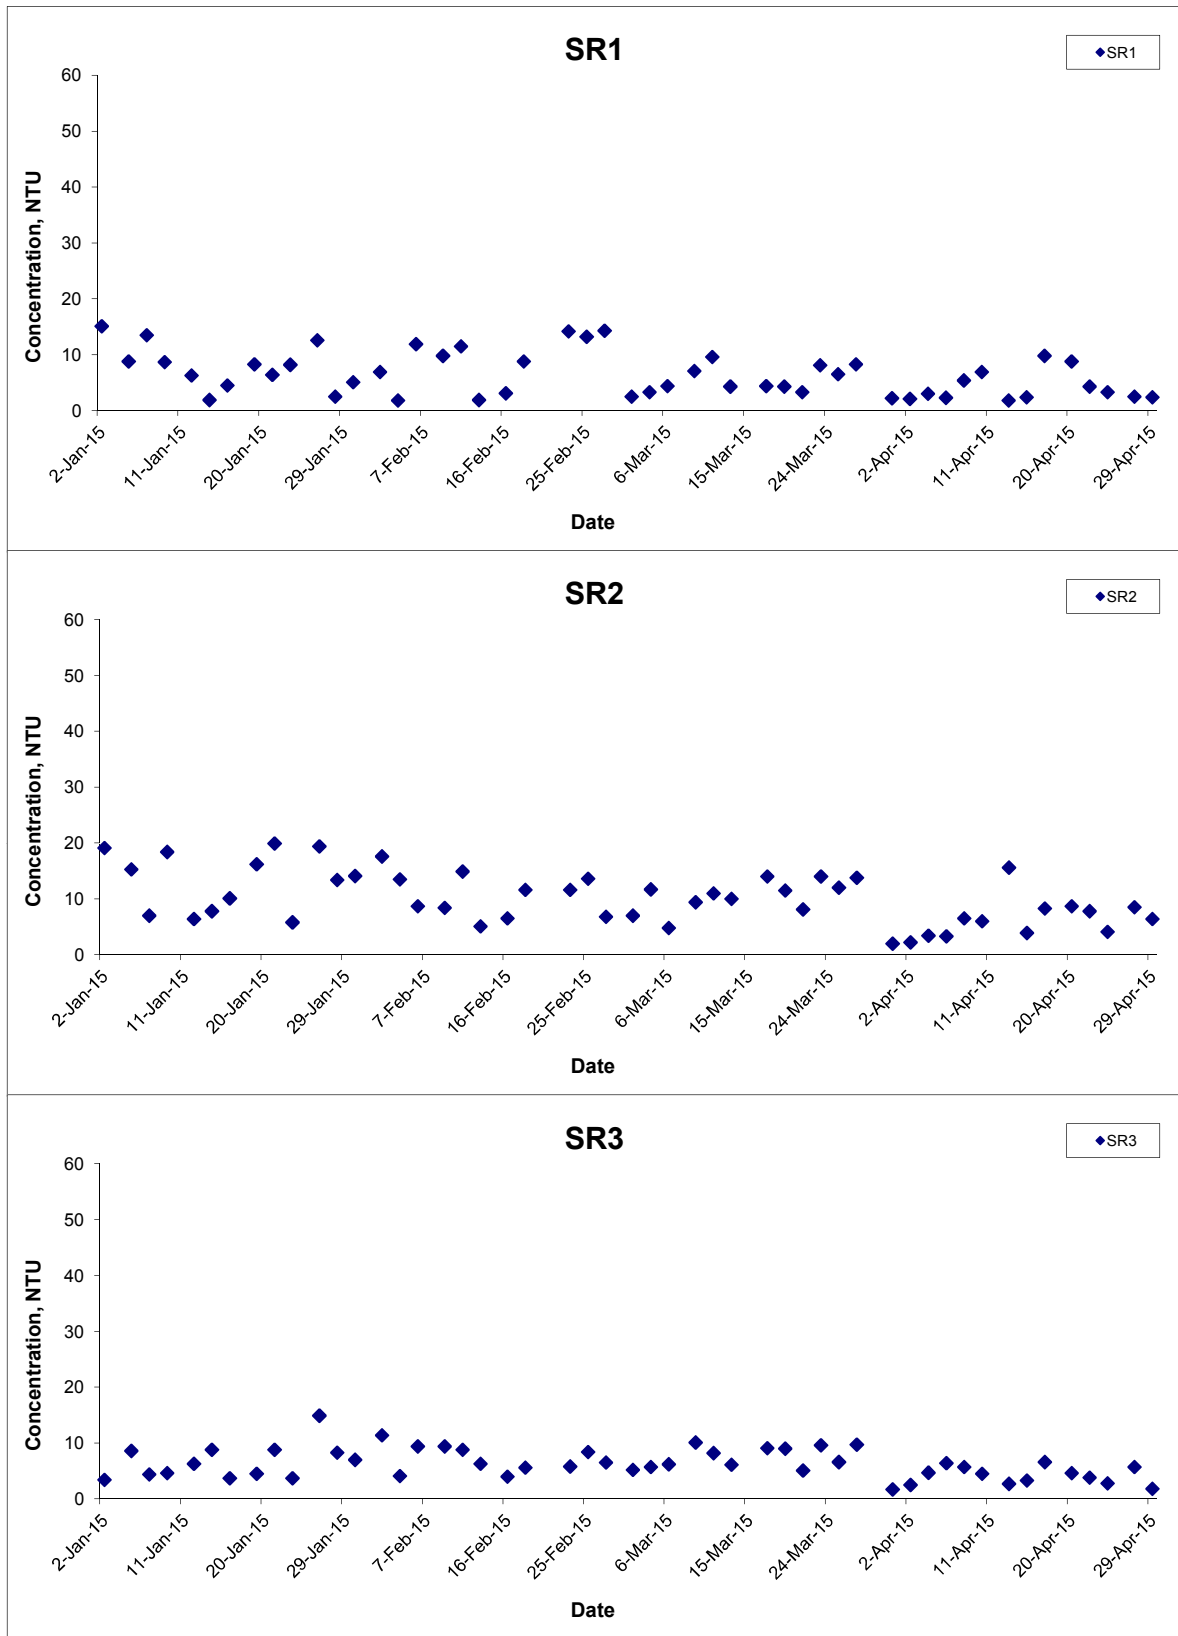 SR1
SR1
60
50
40
30
20
10
0
Concentration, NTU
2-Jan-15
11-Jan-15
20-Jan-15
29-Jan-15
7-Feb-15
16-Feb-15
25-Feb-15
6-Mar-15
15-Mar-15
24-Mar-15
2-Apr-15
11-Apr-15
20-Apr-15
29-Apr-15
Date
SR2
SR2
60
50
40
30
20
10
0
Concentration, NTU
2-Jan-15
11-Jan-15
20-Jan-15
29-Jan-15
7-Feb-15
16-Feb-15
25-Feb-15
6-Mar-15
15-Mar-15
24-Mar-15
2-Apr-15
11-Apr-15
20-Apr-15
29-Apr-15
Date
SR3
SR3
60
50
40
30
20
10
0
Concentration, NTU
2-Jan-15
11-Jan-15
20-Jan-15
29-Jan-15
7-Feb-15
16-Feb-15
25-Feb-15
6-Mar-15
15-Mar-15
24-Mar-15
2-Apr-15
11-Apr-15
20-Apr-15
29-Apr-15
Date